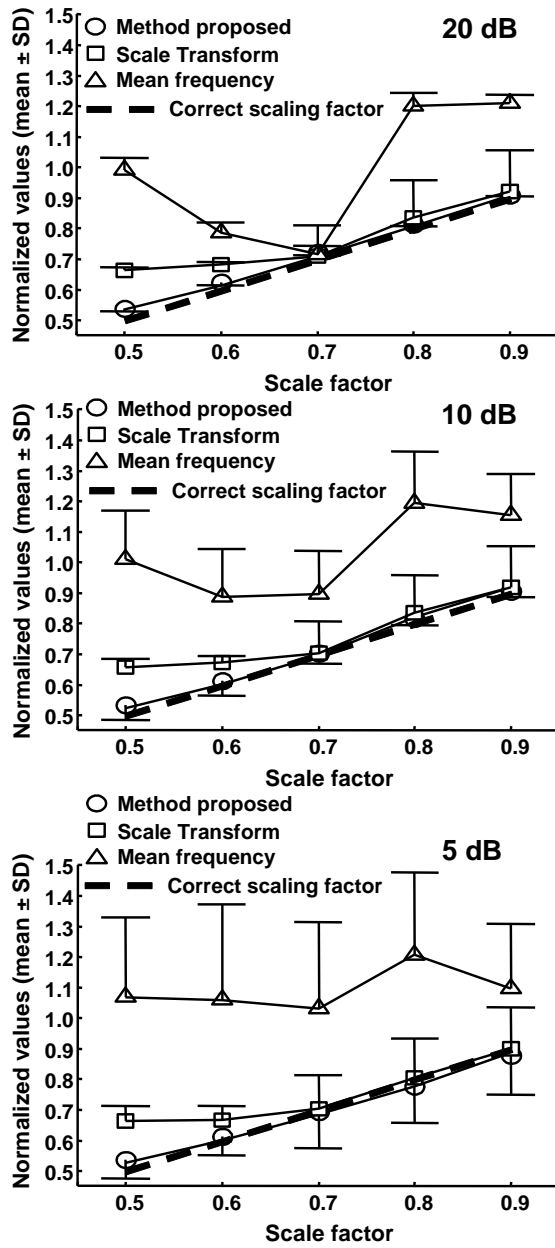 20 dB
Method proposed
Scale Transform
Mean frequency
Correct scaling factor
Normalized values (mean ± SD)
1.5
1.4
1.3
1.2
1.1
1.0
0.9
0.8
0.7
0.6
0.5
0.5 0.6 0.7 0.8 0.9
Scale factor
10 dB
Method proposed
Scale Transform
Mean frequency
Correct scaling factor
Normalized values (mean ± SD)
1.5
1.4
1.3
1.2
1.1
1.0
0.9
0.8
0.7
0.6
0.5
0.5 0.6 0.7 0.8 0.9
Scale factor
Method proposed
Scale Transform
Mean frequency
5 dB
Correct scaling factor
Normalized values (mean ± SD)
1.5
1.4
1.3
1.2
1.1
1.0
0.9
0.8
0.7
0.6
0.5
0.5 0.6 0.7 0.8 0.9
Scale factor